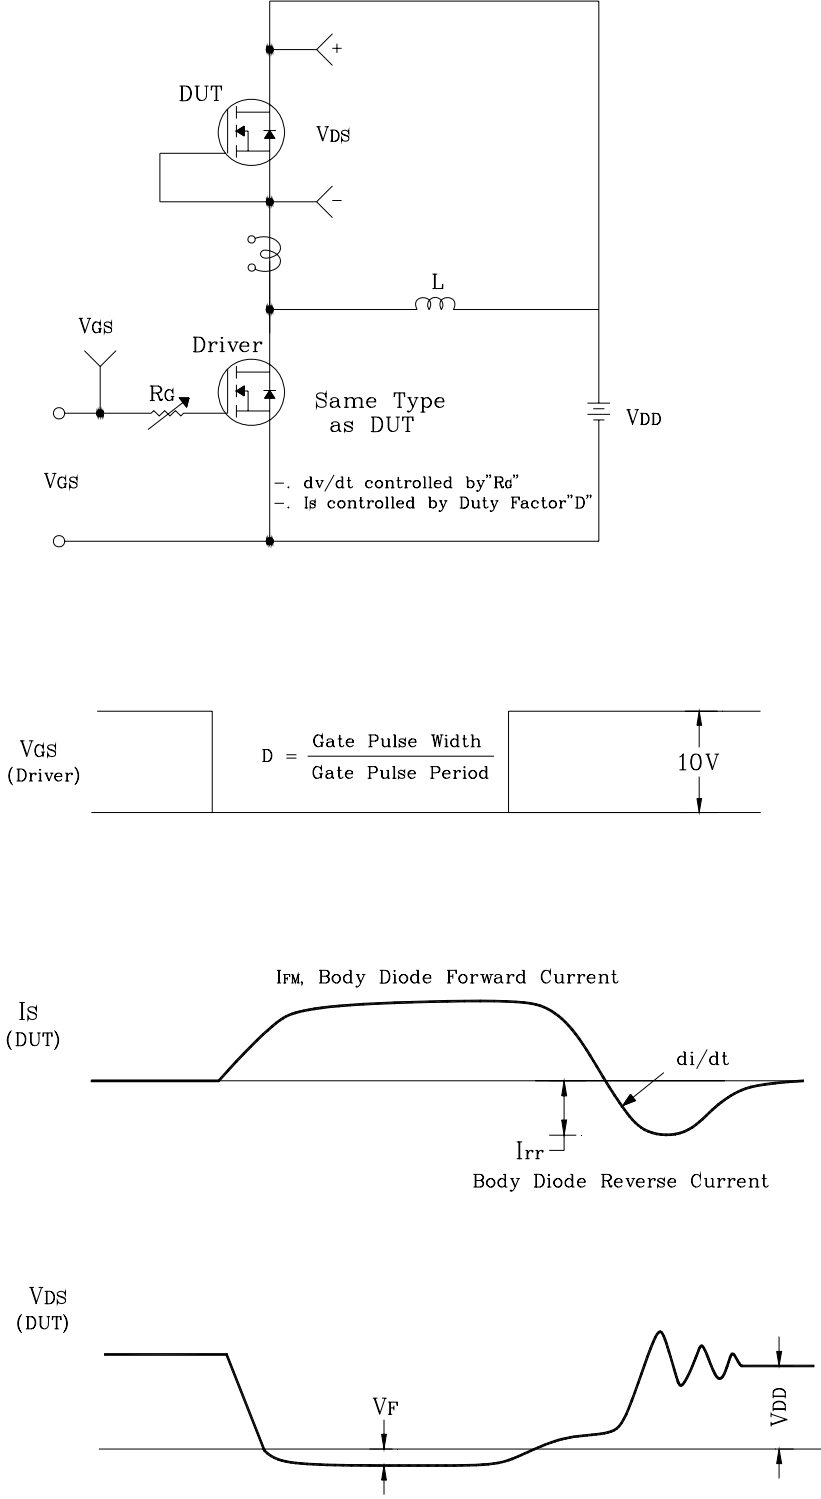 +
DUT
VDS
−
L
VGS
Driver
RG
Same Type
as DUT
VDD
VGS
−. dv/dt controlled by"RG"
−. Is controlled by Duty Factor"D"
VGS
(Driver)
D = Gate Pulse Width
Gate Pulse Period
10V
IFM, Body Diode Forward Current
IS
(DUT)
di/dt
Irr
Body Diode Reverse Current
VDS
(DUT)
VF
VDD